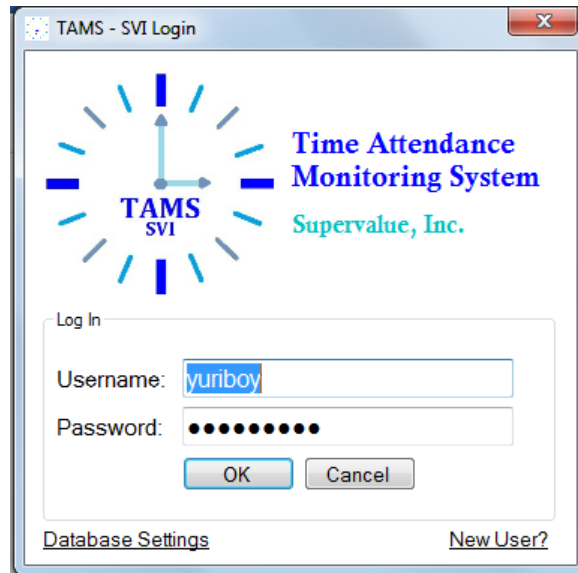 TAMS - SVI Login
Time Attendance
Monitoring System
Supervalue, Inc.
TAMS
SVI
Log In
Username: yuriboy
Password: ●●●●●●●●●
OK Cancel
Database Settings New User?